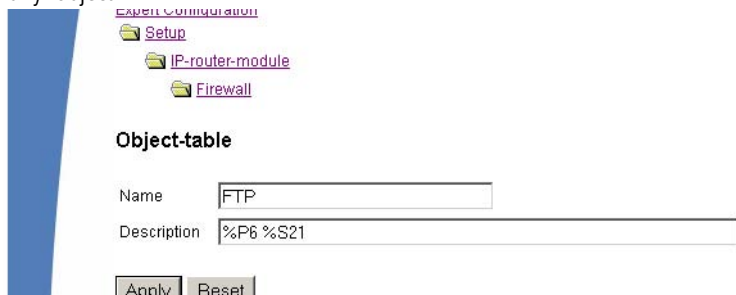 Expert Configuration
Setup
IP-router-module
Firewall
Object-table
Name FTP
Description %P6 %S21
Apply Reset